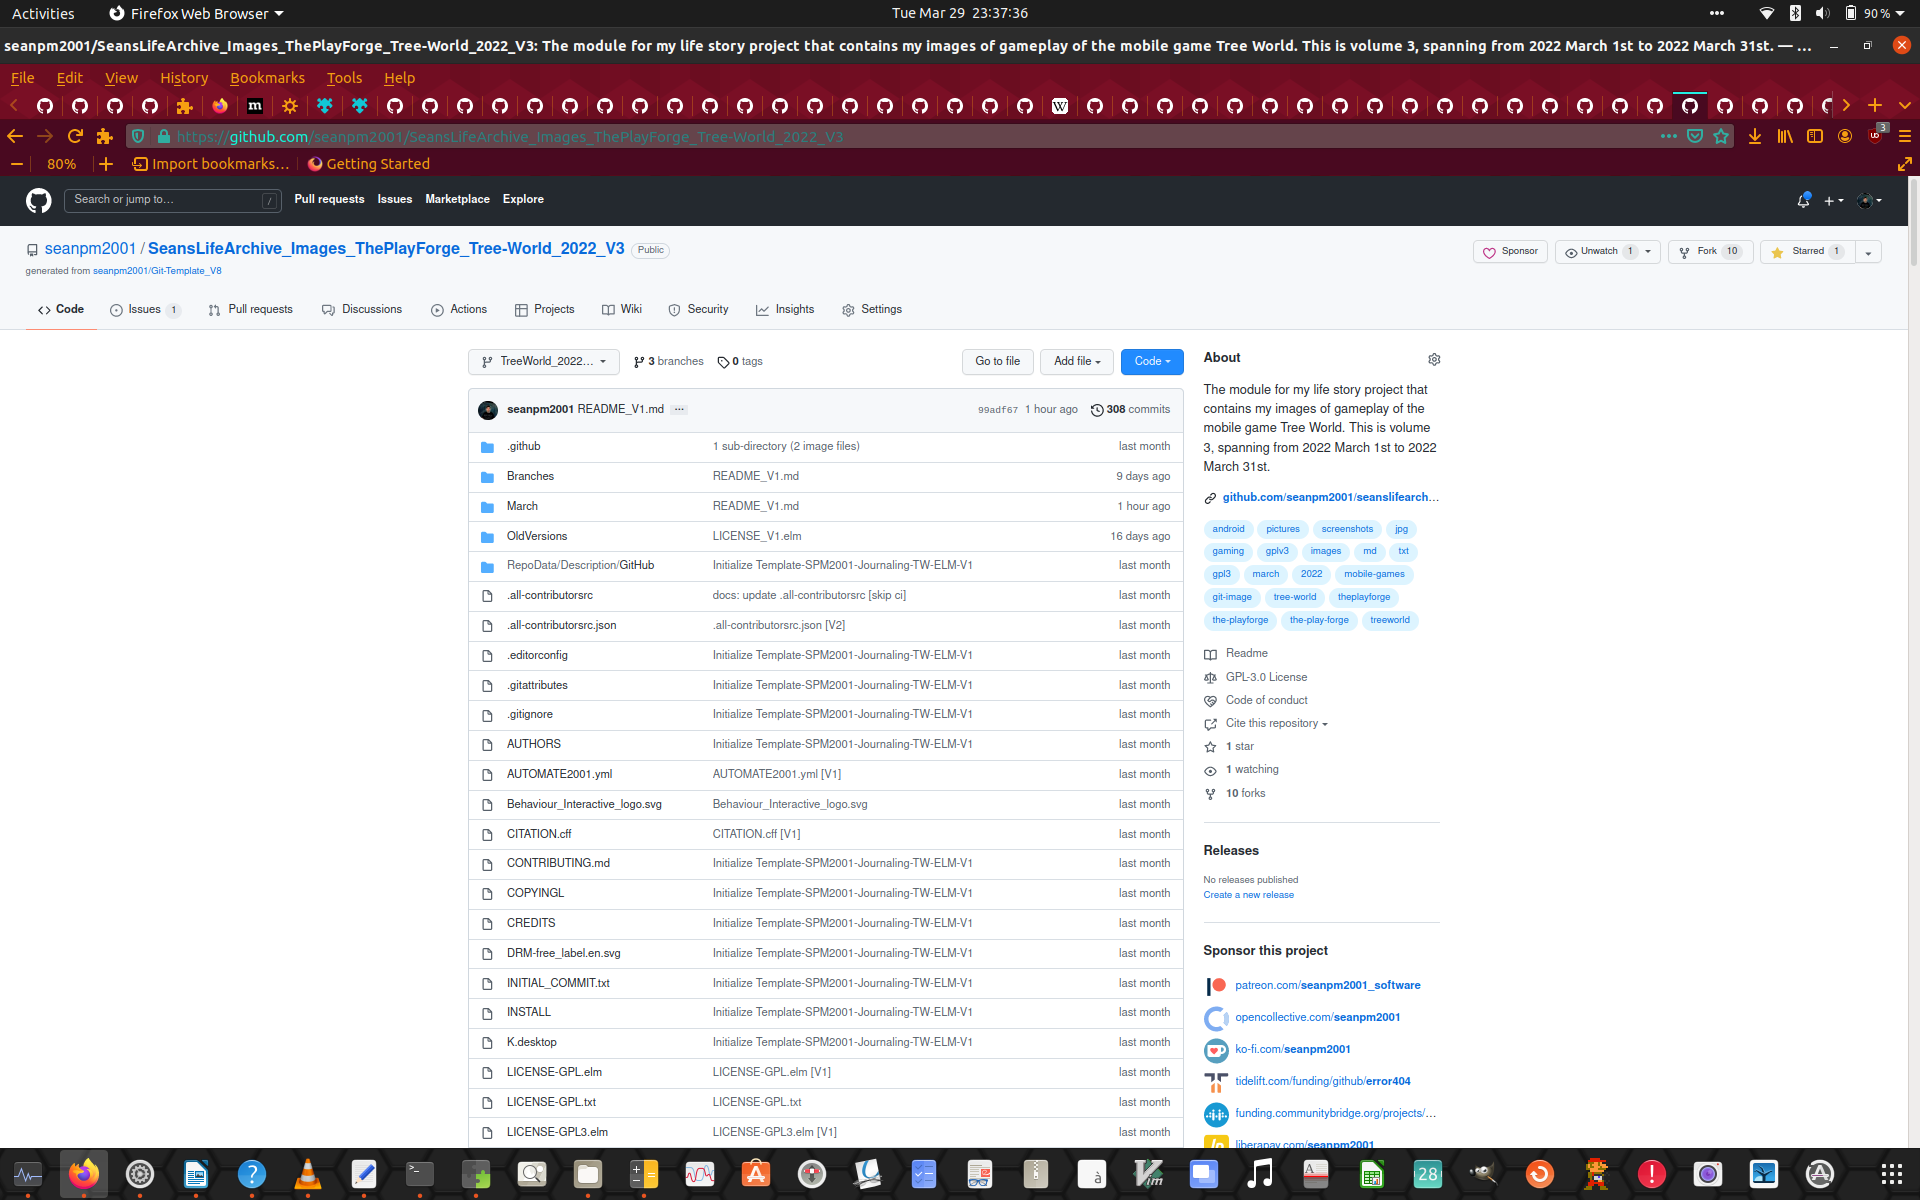 Activities Firefox Web Browser Tue Mar 29 23:37:36 90 %
seanpm2001/SeansLifeArchive_Images_ThePlayForge_Tree-World_2022_V3: The module for my life story project that contains my images of gameplay of the mobile game Tree World. This is volume 3, spanning from 2022 March 1st to 2022 March 31st. — …
File Edit View History Bookmarks Tools Help
https://github.com/seanpm2001/SeansLifeArchive_Images_ThePlayForge_Tree-World_2022_V3 3
80% Import bookmarks… Getting Started
Search or jump to… / Pull requests Issues Marketplace Explore
seanpm2001 / SeansLifeArchive_Images_ThePlayForge_Tree-World_2022_V3 Public Sponsor Unwatch 1 Fork 10 Starred 1
generated from seanpm2001/Git-Template_V8
Code Issues 1 Pull requests Discussions Actions Projects Wiki Security Insights Settings
TreeWorld_2022… 3 branches 0 tags Go to file Add file Code
seanpm2001 README_V1.md … 99adf67 1 hour ago 308 commits
.github 1 sub-directory (2 image files) last month
Branches README_V1.md 9 days ago
March README_V1.md 1 hour ago
OldVersions LICENSE_V1.elm 16 days ago
RepoData/Description/GitHub Initialize Template-SPM2001-Journaling-TW-ELM-V1 last month
.all-contributorsrc docs: update .all-contributorsrc [skip ci] last month
.all-contributorsrc.json .all-contributorsrc.json [V2] last month
.editorconfig Initialize Template-SPM2001-Journaling-TW-ELM-V1 last month
.gitattributes Initialize Template-SPM2001-Journaling-TW-ELM-V1 last month
.gitignore Initialize Template-SPM2001-Journaling-TW-ELM-V1 last month
AUTHORS Initialize Template-SPM2001-Journaling-TW-ELM-V1 last month
AUTOMATE2001.yml AUTOMATE2001.yml [V1] last month
Behaviour_Interactive_logo.svg Behaviour_Interactive_logo.svg last month
CITATION.cff CITATION.cff [V1] last month
CONTRIBUTING.md Initialize Template-SPM2001-Journaling-TW-ELM-V1 last month
COPYINGL Initialize Template-SPM2001-Journaling-TW-ELM-V1 last month
CREDITS Initialize Template-SPM2001-Journaling-TW-ELM-V1 last month
DRM-free_label.en.svg Initialize Template-SPM2001-Journaling-TW-ELM-V1 last month
INITIAL_COMMIT.txt Initialize Template-SPM2001-Journaling-TW-ELM-V1 last month
INSTALL Initialize Template-SPM2001-Journaling-TW-ELM-V1 last month
K.desktop Initialize Template-SPM2001-Journaling-TW-ELM-V1 last month
LICENSE-GPL.elm LICENSE-GPL.elm [V1] last month
LICENSE-GPL.txt LICENSE-GPL.txt last month
LICENSE-GPL3.elm LICENSE-GPL3.elm [V1] last month
About
The module for my life story project that
contains my images of gameplay of the
mobile game Tree World. This is volume
3, spanning from 2022 March 1st to 2022
March 31st.
github.com/seanpm2001/seanslifearch…
android pictures screenshots jpg
gaming gplv3 images md txt
gpl3 march 2022 mobile-games
git-image tree-world theplayforge
the-playforge the-play-forge treeworld
Readme
GPL-3.0 License
Code of conduct
Cite this repository
1 star
1 watching
10 forks
Releases
No releases published
Create a new release
Sponsor this project
patreon.com/seanpm2001_software
opencollective.com/seanpm2001
ko-fi.com/seanpm2001
tidelift.com/funding/github/error404
funding.communitybridge.org/projects/…
liberapay.com/seanpm2001
28